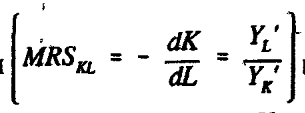 [MRS_KL = - dK/dL = Y_L'/Y_K']